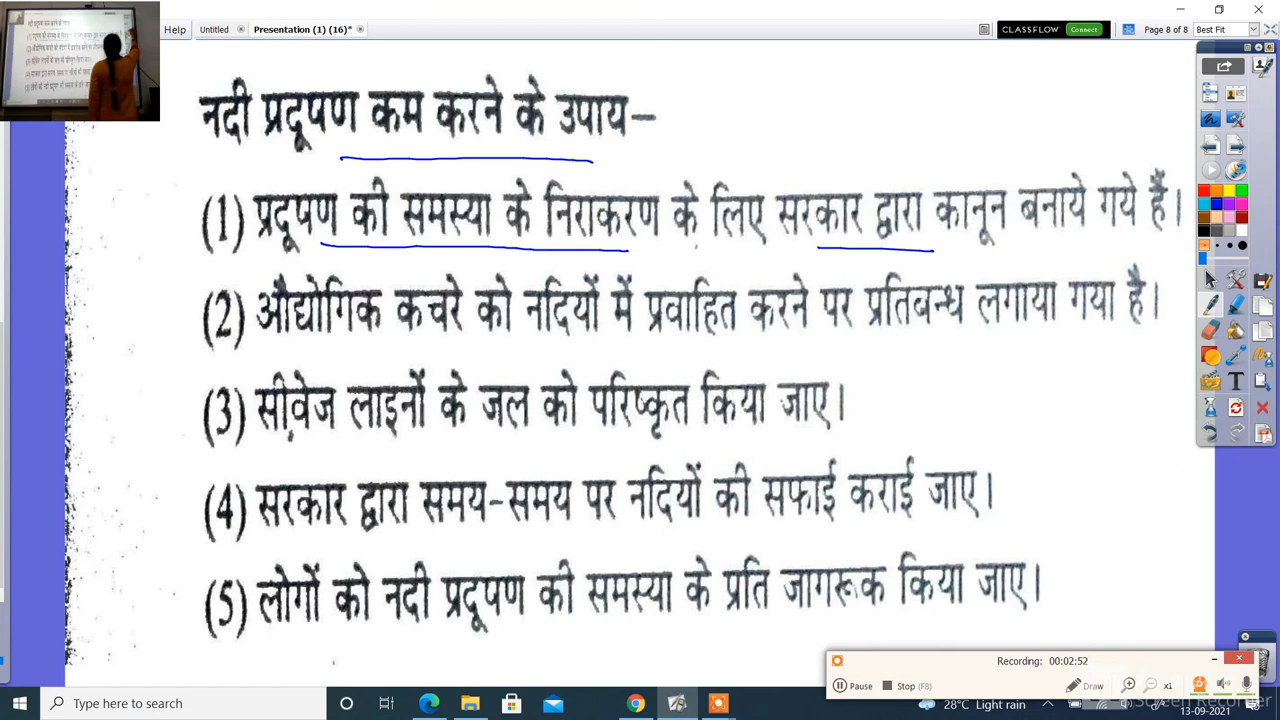 Help
Untitled
Presentation (1) (16)*
CLASSFLOW
Connect
Page 8 of 8
Best Fit
नदी प्रदूषण कम करने के उपाय–
(1) प्रदूषण की समस्या के निराकरण के लिए सरकार द्वारा कानून बनाये गये हैं।
(2) औद्योगिक कचरे को नदियों में प्रवाहित करने पर प्रतिबन्ध लगाया गया है।
(3) सीवेज लाइनों के जल को परिष्कृत किया जाए।
(4) सरकार द्वारा समय-समय पर नदियों की सफाई कराई जाए।
(5) लोगों को नदी प्रदूषण की समस्या के प्रति जागरूक किया जाए।
Recording: 00:02:52
Pause
Stop (F8)
Draw
x1
Screen Recorder
Type here to search
28°C Light rain
13-09-2021